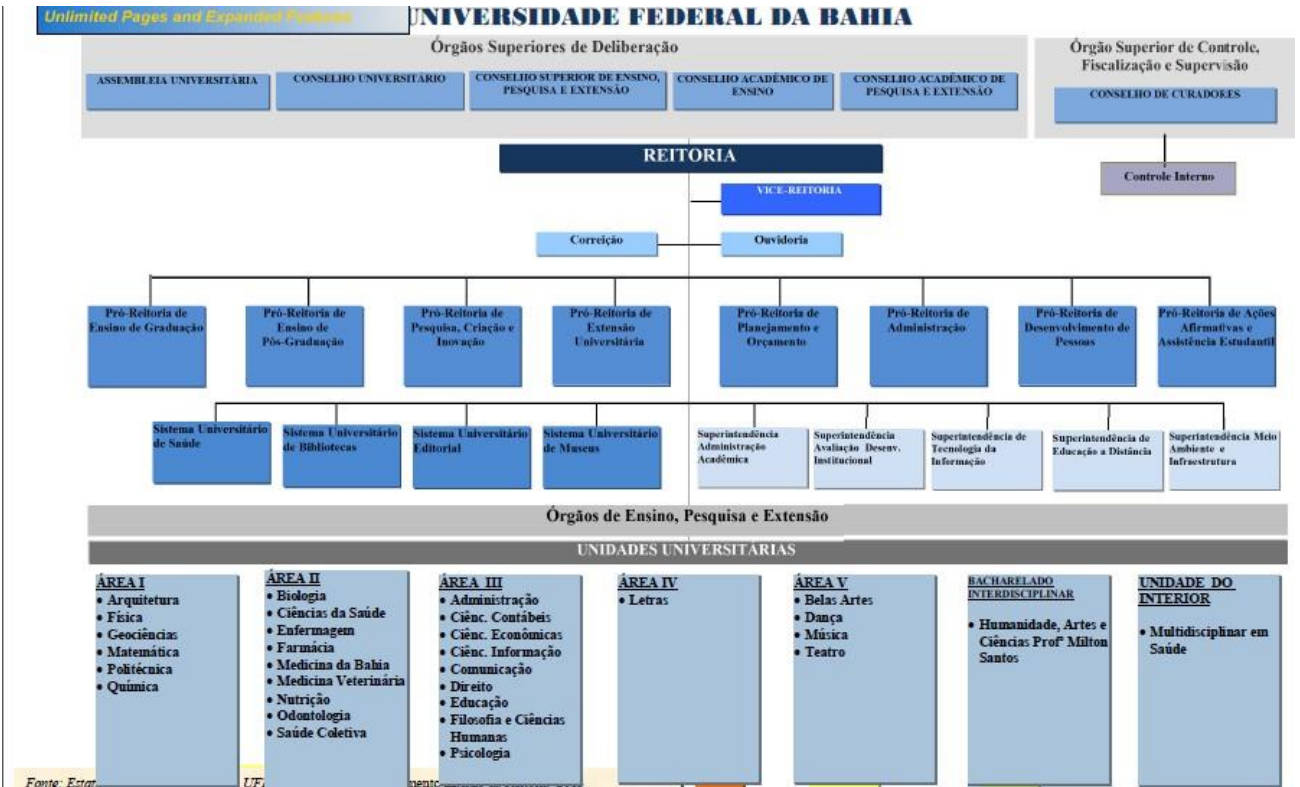 Unlimited Pages and Expanded Features
UNIVERSIDADE FEDERAL DA BAHIA
Órgãos Superiores de Deliberação
ASSEMBLEIA UNIVERSITÁRIA
CONSELHO UNIVERSITÁRIO
CONSELHO SUPERIOR DE ENSINO,
PESQUISA E EXTENSÃO
CONSELHO ACADÊMICO DE
ENSINO
CONSELHO ACADÊMICO DE
PESQUISA E EXTENSÃO
Órgão Superior de Controle,
Fiscalização e Supervisão
CONSELHO DE CURADORES
Controle Interno
REITORIA
VICE-REITORIA
Correição
Ouvidoria
Pró-Reitoria de
Ensino de Graduação
Pró-Reitoria de
Ensino de
Pós-Graduação
Pró-Reitoria de
Pesquisa, Criação e
Inovação
Pró-Reitoria de
Extensão
Universitária
Pró-Reitoria de
Planejamento e
Orçamento
Pró-Reitoria de
Administração
Pró-Reitoria de
Desenvolvimento de
Pessoas
Pró-Reitoria de Ações
Afirmativas e
Assistência Estudantil
Sistema Universitário
de Saúde
Sistema Universitário
de Bibliotecas
Sistema Universitário
Editorial
Sistema Universitário
de Museus
Superintendência
Administração
Acadêmica
Superintendência
Avaliação Desenv.
Institucional
Superintendência de
Tecnologia da
Informação
Superintendência de
Educação a Distância
Superintendência Meio
Ambiente e
Infraestrutura
Órgãos de Ensino, Pesquisa e Extensão
UNIDADES UNIVERSITÁRIAS
ÁREA I
• Arquitetura
• Física
• Geociências
• Matemática
• Politécnica
• Química
ÁREA II
• Biologia
• Ciências da Saúde
• Enfermagem
• Farmácia
• Medicina da Bahia
• Medicina Veterinária
• Nutrição
• Odontologia
• Saúde Coletiva
ÁREA III
• Administração
• Ciênc. Contábeis
• Ciênc. Econômicas
• Ciênc. Informação
• Comunicação
• Direito
• Educação
• Filosofia e Ciências
Humanas
• Psicologia
ÁREA IV
• Letras
ÁREA V
• Belas Artes
• Dança
• Música
• Teatro
BACHARELADO
INTERDISCIPLINAR
• Humanidade, Artes e
Ciências Profº Milton
Santos
UNIDADE DO
INTERIOR
• Multidisciplinar em
Saúde
Fonte: